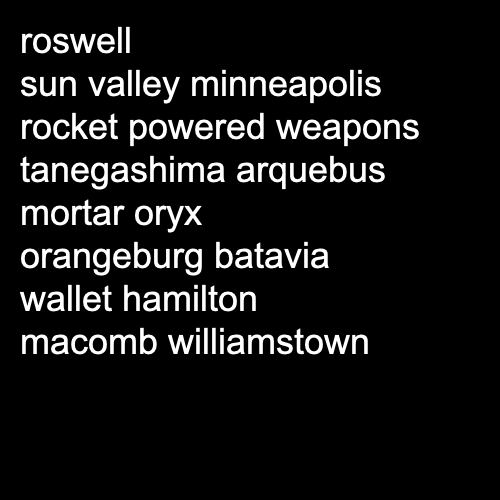 roswell
sun valley minneapolis
rocket powered weapons
tanegashima arquebus
mortar oryx
orangeburg batavia
wallet hamilton
macomb williamstown